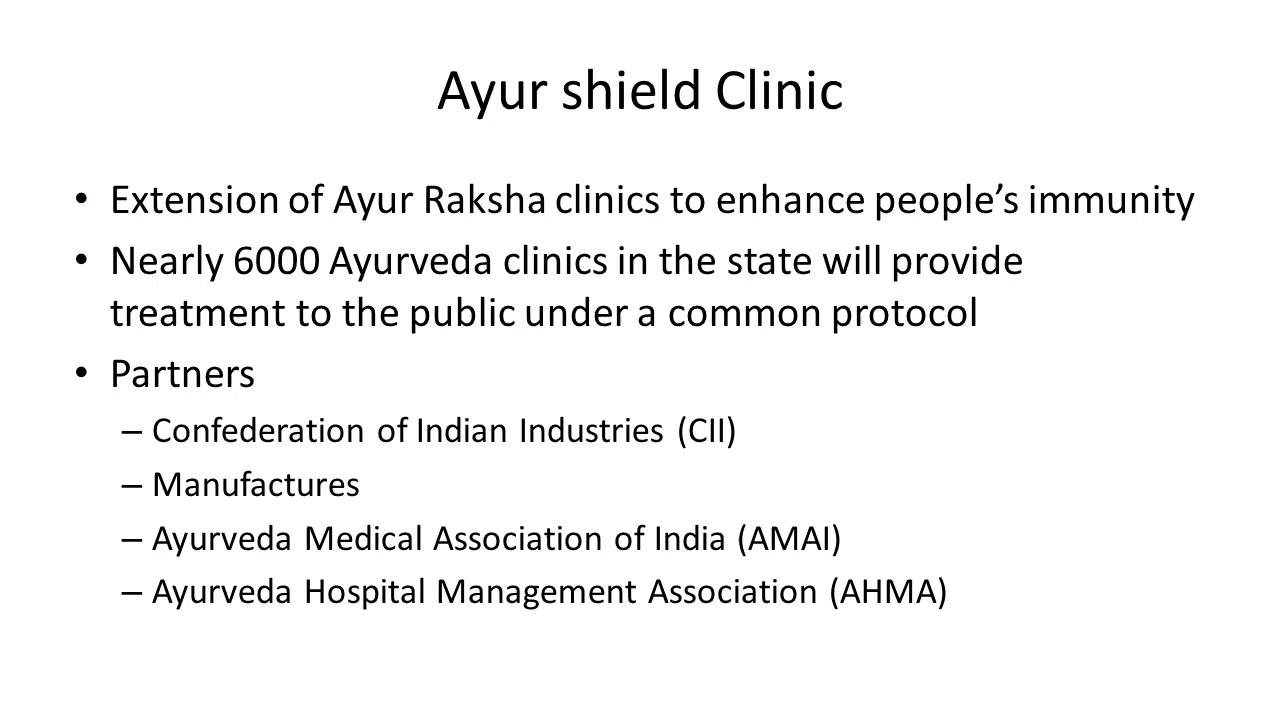 Ayur shield Clinic
• Extension of Ayur Raksha clinics to enhance people’s immunity
• Nearly 6000 Ayurveda clinics in the state will provide
treatment to the public under a common protocol
• Partners
– Confederation of Indian Industries (CII)
– Manufactures
– Ayurveda Medical Association of India (AMAI)
– Ayurveda Hospital Management Association (AHMA)